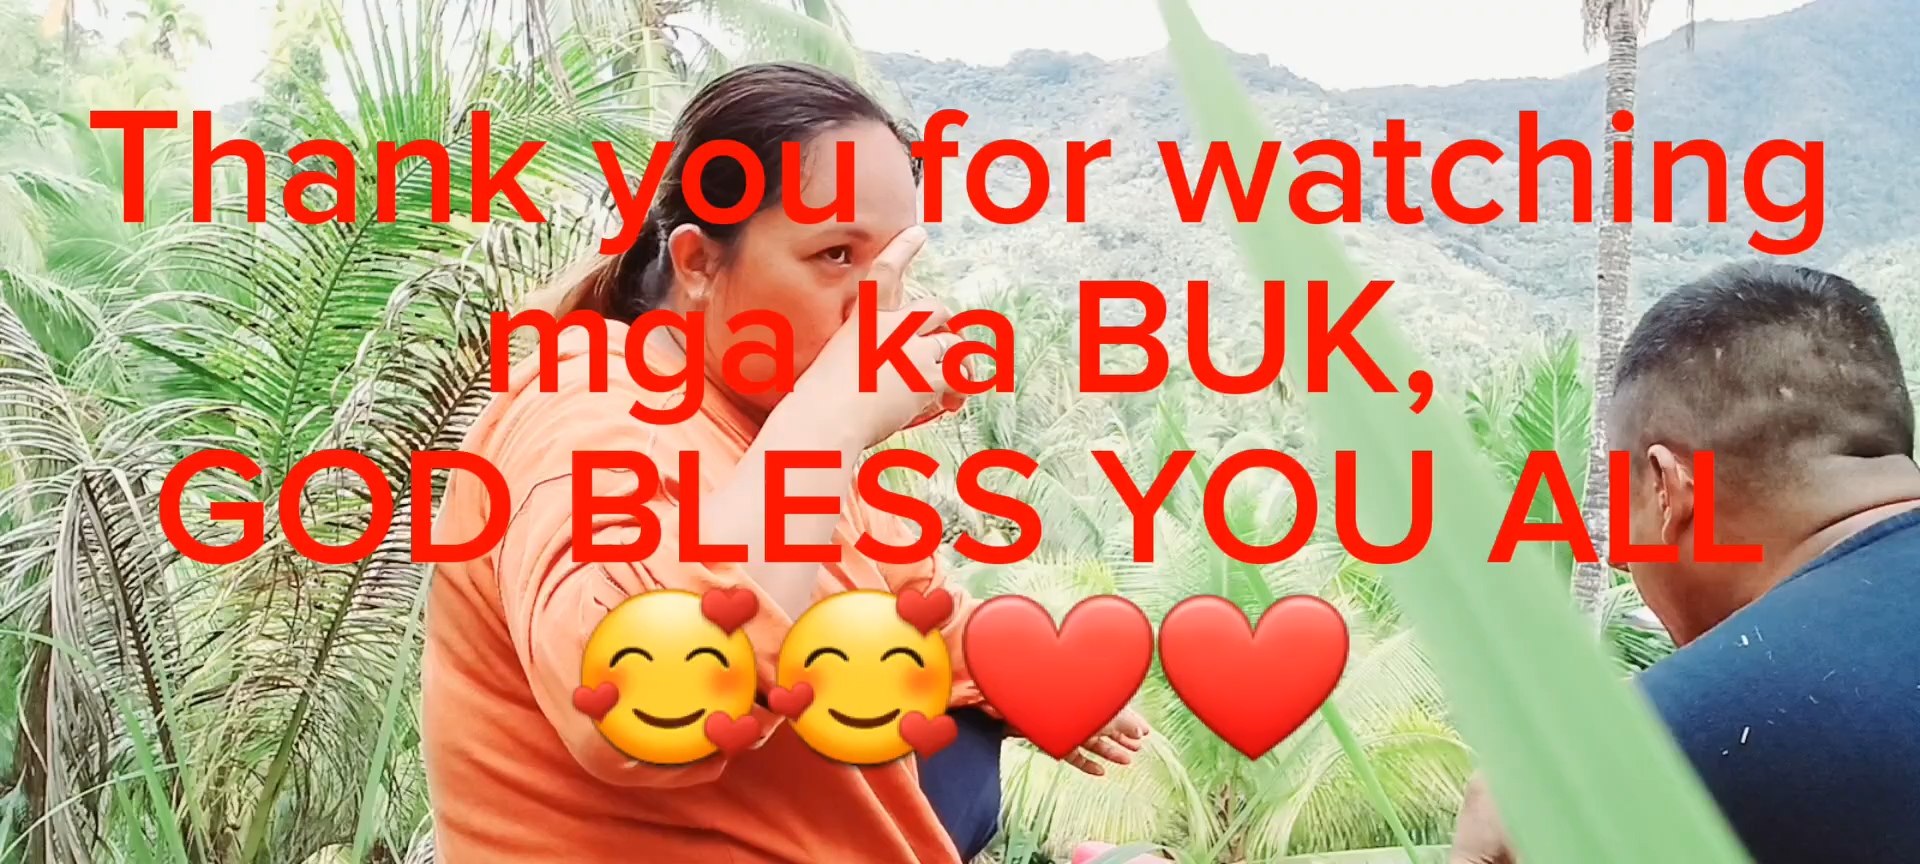 Thank you for watching
mga ka BUK,
GOD BLESS YOU ALL
🥰🥰❤️❤️